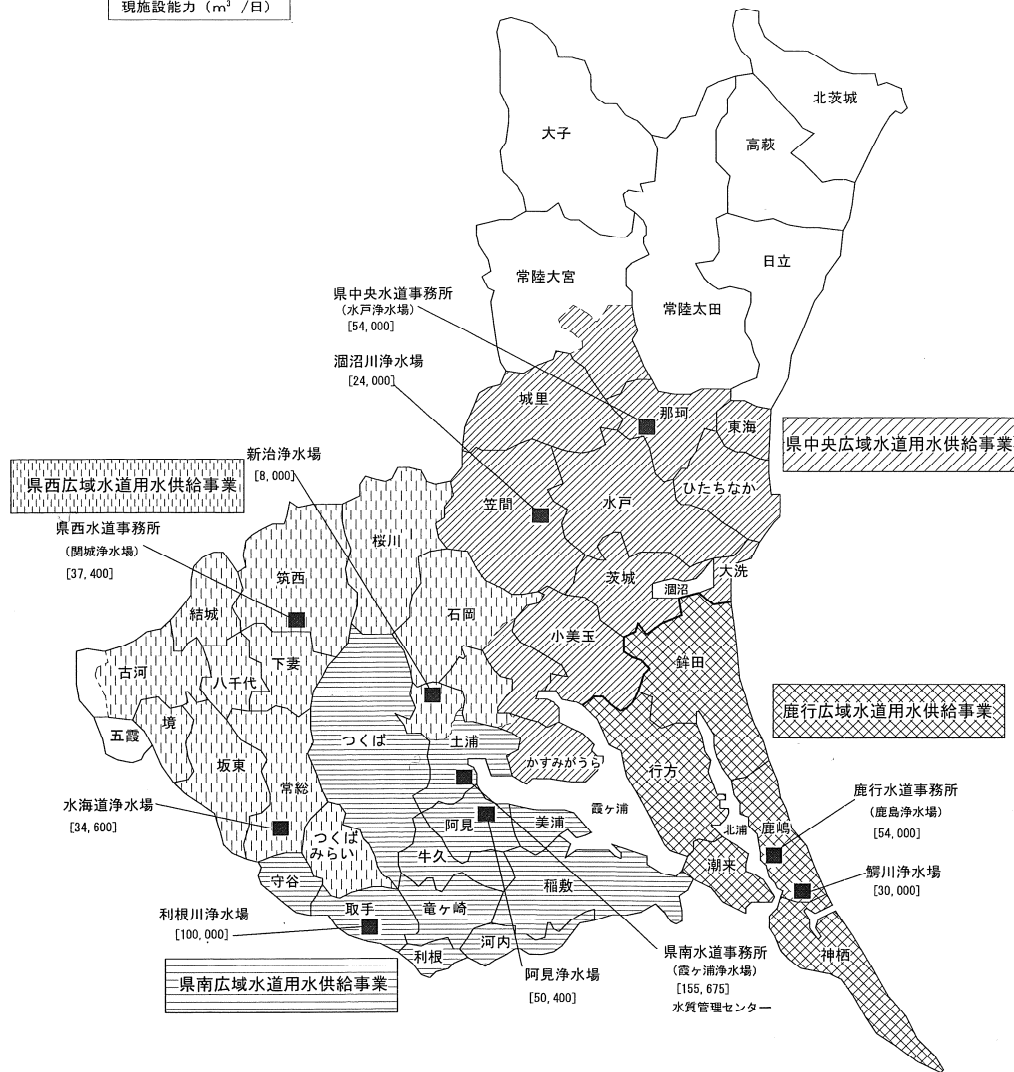 現施設能力（m³ /日）
北茨城
大子
高萩
日立
常陸大宮
常陸太田
県中央水道事務所
（水戸浄水場）
[54,000]
涸沼川浄水場
[24,000]
城里
那珂
東海
県中央広域水道用水供給事業
新治浄水場
[8,000]
ひたちなか
笠間
水戸
県西広域水道用水供給事業
県西水道事務所
（関城浄水場）
[37,400]
桜川
筑西
茨城
涸沼
大洗
結城
石岡
小美玉
鉾田
古河
八千代
下妻
鹿行広域水道用水供給事業
境
五霞
坂東
つくば
土浦
かすみがうら
行方
常総
霞ヶ浦
北浦
鹿嶋
鹿行水道事務所
（鹿島浄水場）
[54,000]
水海道浄水場
[34,600]
つくば
みらい
阿見
美浦
牛久
潮来
鰐川浄水場
[30,000]
守谷
稲敷
取手
竜ヶ崎
利根川浄水場
[100,000]
河内
利根
神栖
県南水道事務所
（霞ヶ浦浄水場）
[155,675]
水質管理センター
阿見浄水場
[50,400]
県南広域水道用水供給事業